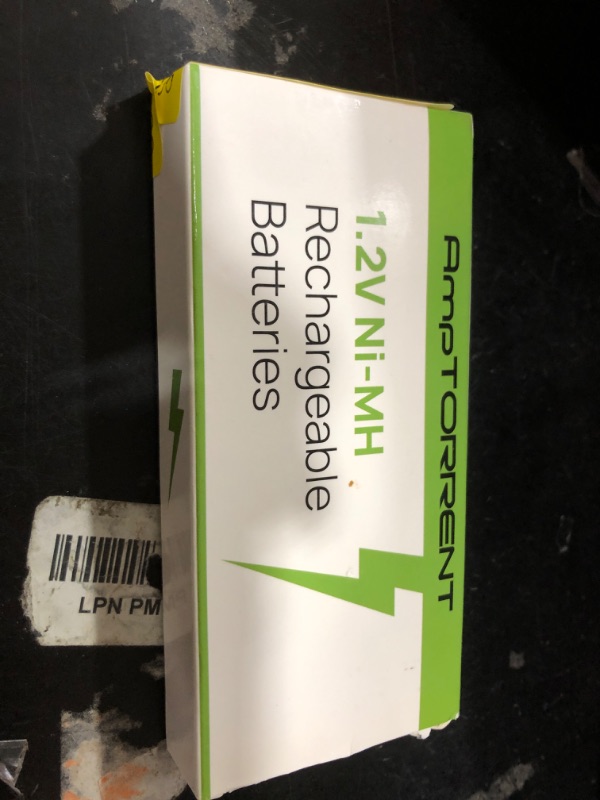 AmpTORRENT
1.2V Ni-MH
Rechargeable
Batteries
LPN PM